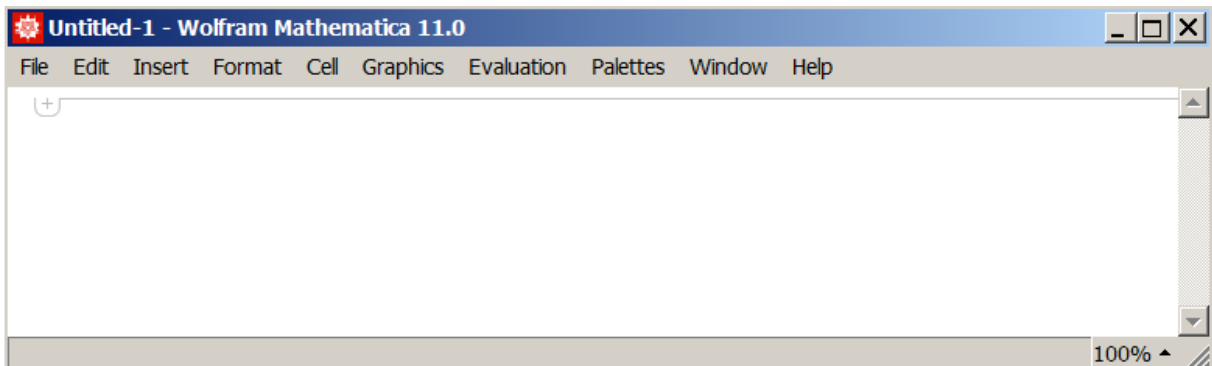 Untitled-1 - Wolfram Mathematica 11.0
File Edit Insert Format Cell Graphics Evaluation Palettes Window Help
100%